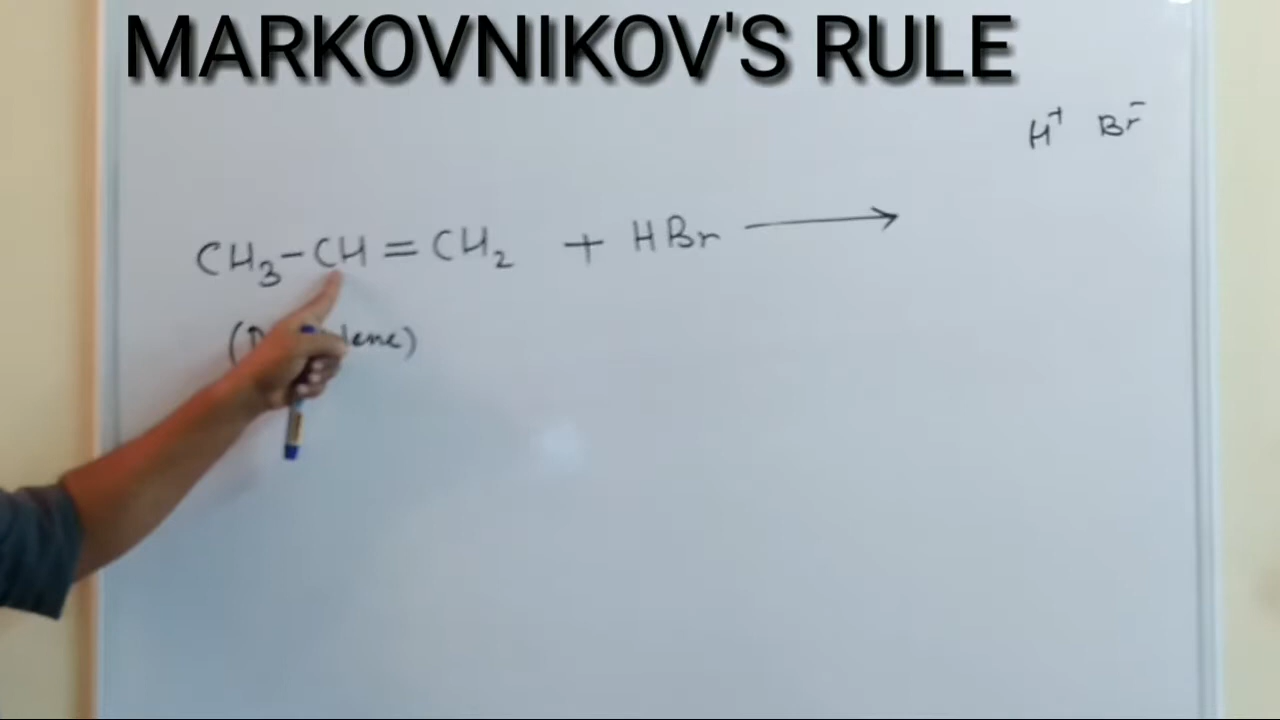 MARKOVNIKOV'S RULE
H⁺ Br⁻
CH₃-CH=CH₂ + HBr ⟶